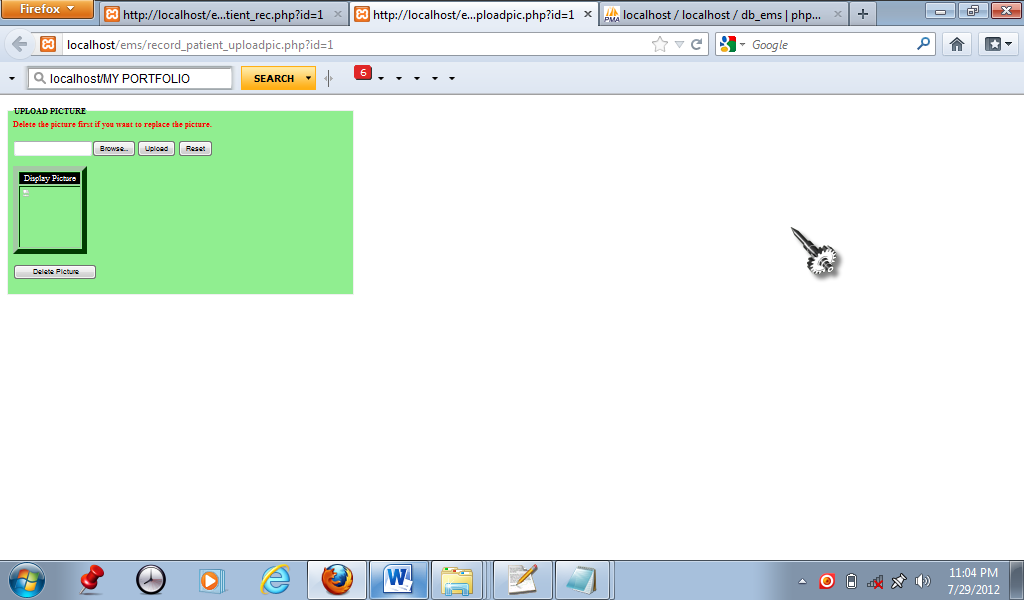 Firefox
http://localhost/e...tient_rec.php?id=1
http://localhost/e...ploadpic.php?id=1
localhost / localhost / db_ems | php...
localhost/ems/record_patient_uploadpic.php?id=1
Google
localhost/MY PORTFOLIO
SEARCH
6
UPLOAD PICTURE
Delete the picture first if you want to replace the picture.
Browse...
Upload
Reset
Display Picture
Delete Picture
11:04 PM
7/29/2012